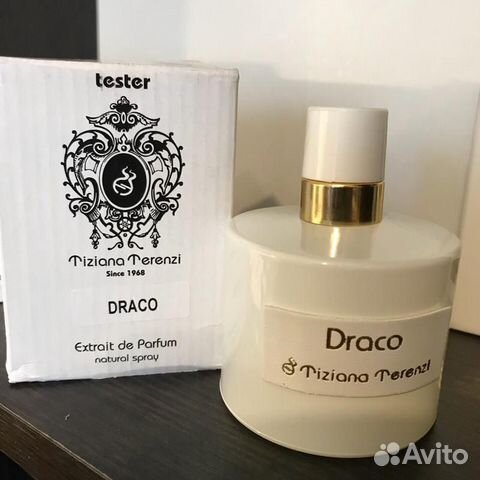 tester
Tiziana Terenzi
Since 1968
DRACO
Extrait de Parfum
natural spray
Draco
Tiziana Terenzi
Avito